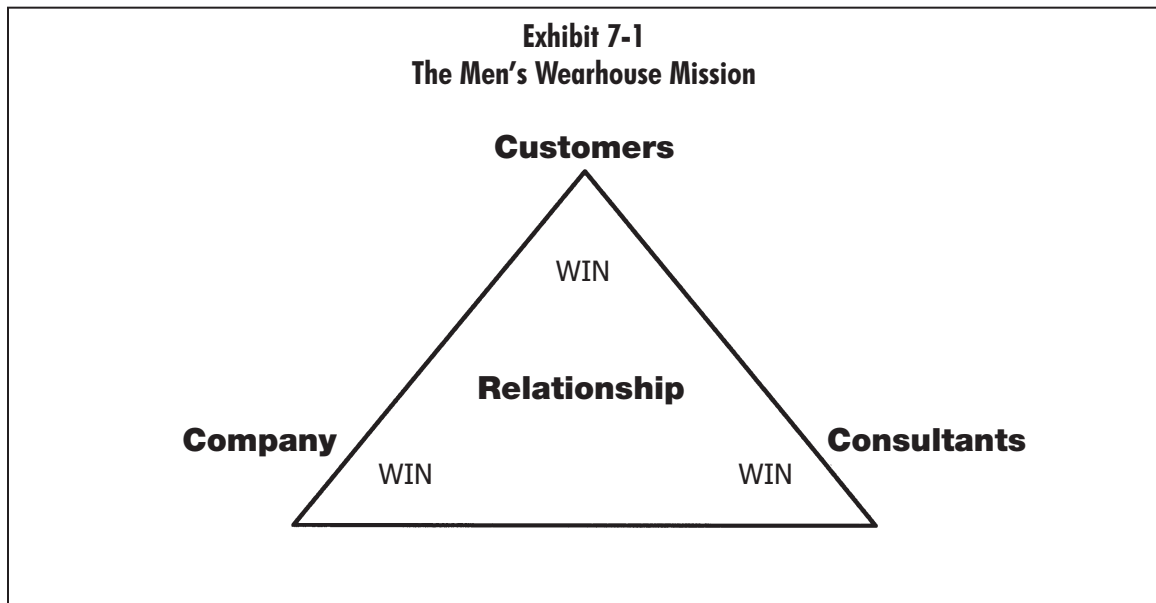 Exhibit 7-1
The Men's Wearhouse Mission
Customers
WIN
Relationship
Company
Consultants
WIN
WIN